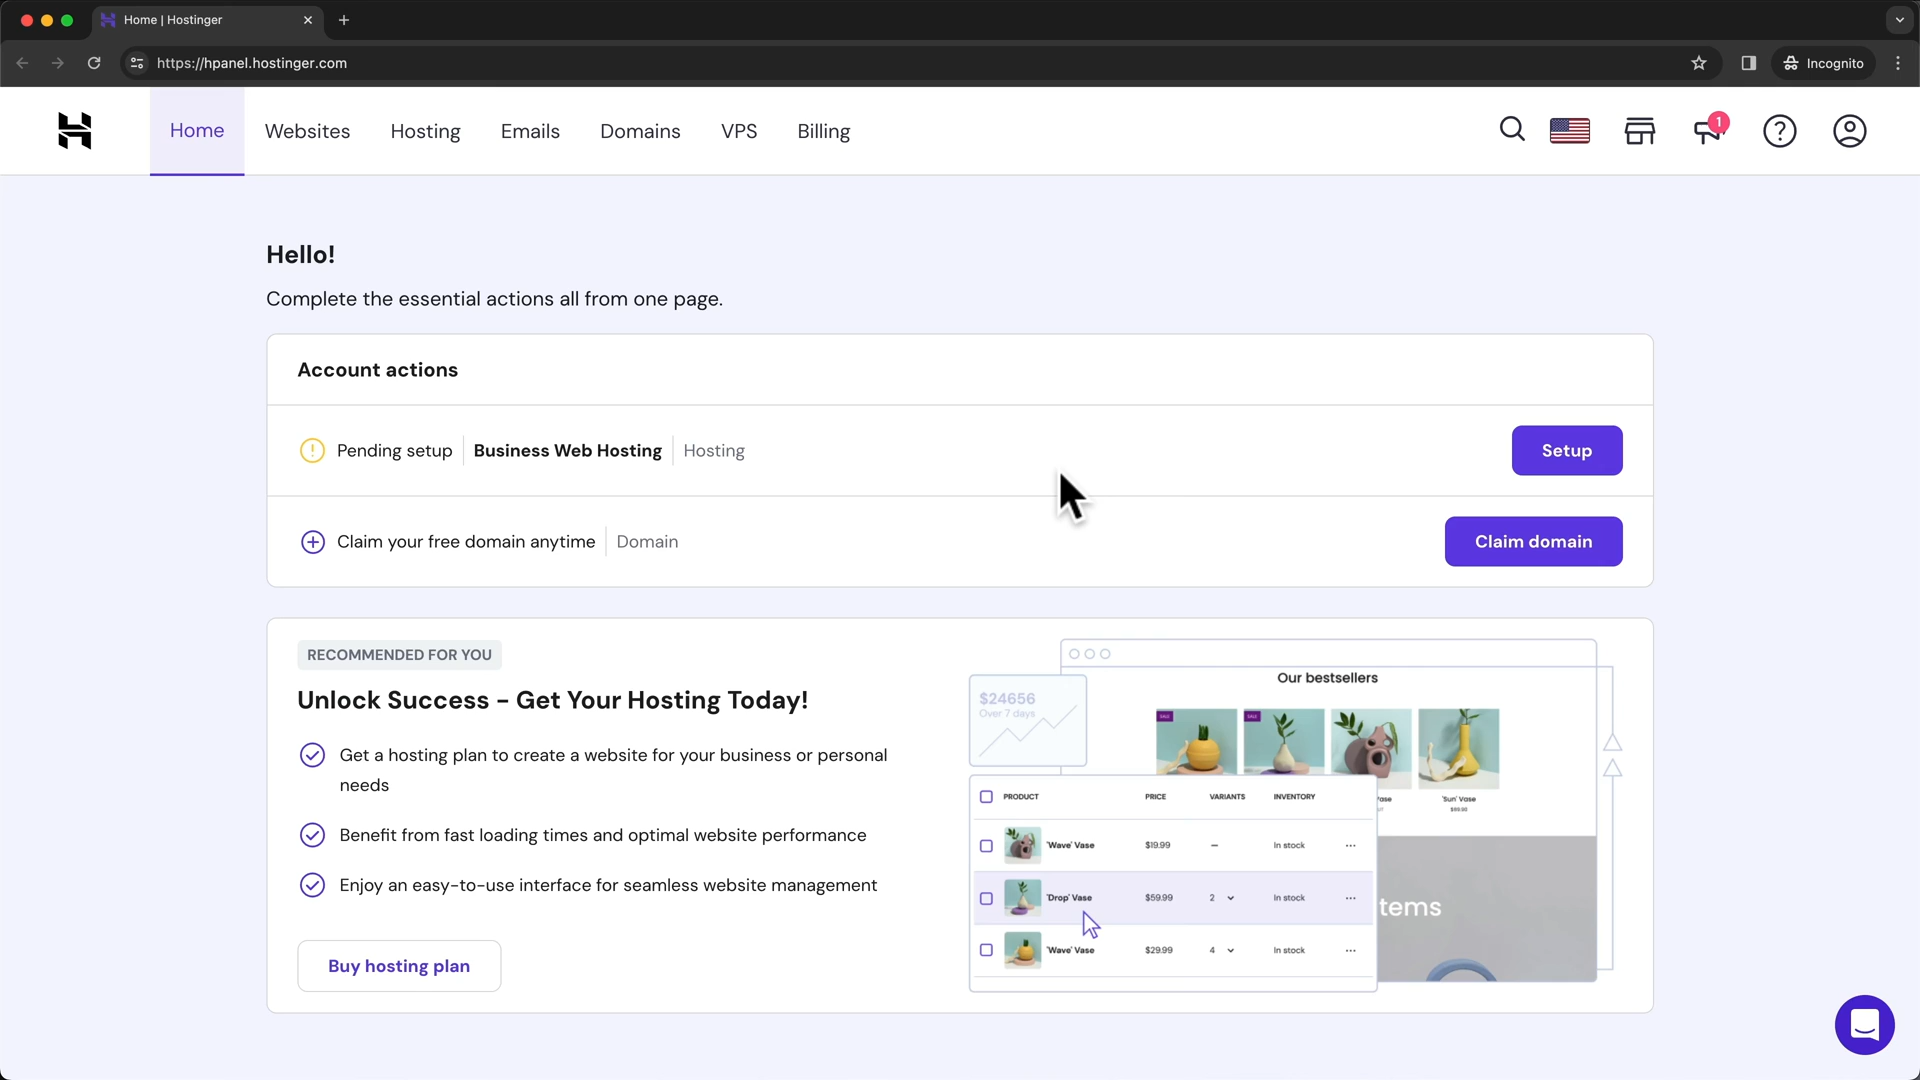 Home | Hostinger
https://hpanel.hostinger.com
Incognito
Home
Websites
Hosting
Emails
Domains
VPS
Billing
1
Hello!
Complete the essential actions all from one page.
Account actions
Pending setup
Business Web Hosting
Hosting
Setup
Claim your free domain anytime
Domain
Claim domain
RECOMMENDED FOR YOU
Unlock Success - Get Your Hosting Today!
Get a hosting plan to create a website for your business or personal
needs
Benefit from fast loading times and optimal website performance
Enjoy an easy-to-use interface for seamless website management
Buy hosting plan
Our bestsellers
$24656
Over 7 days
SALE
SALE
'Sun' Vase
$69.98
PRODUCT
PRICE
VARIANTS
INVENTORY
'Wave' Vase
$19.99
–
In stock
'Drop' Vase
$59.99
2
In stock
'Wave' Vase
$29.99
4
In stock
tems